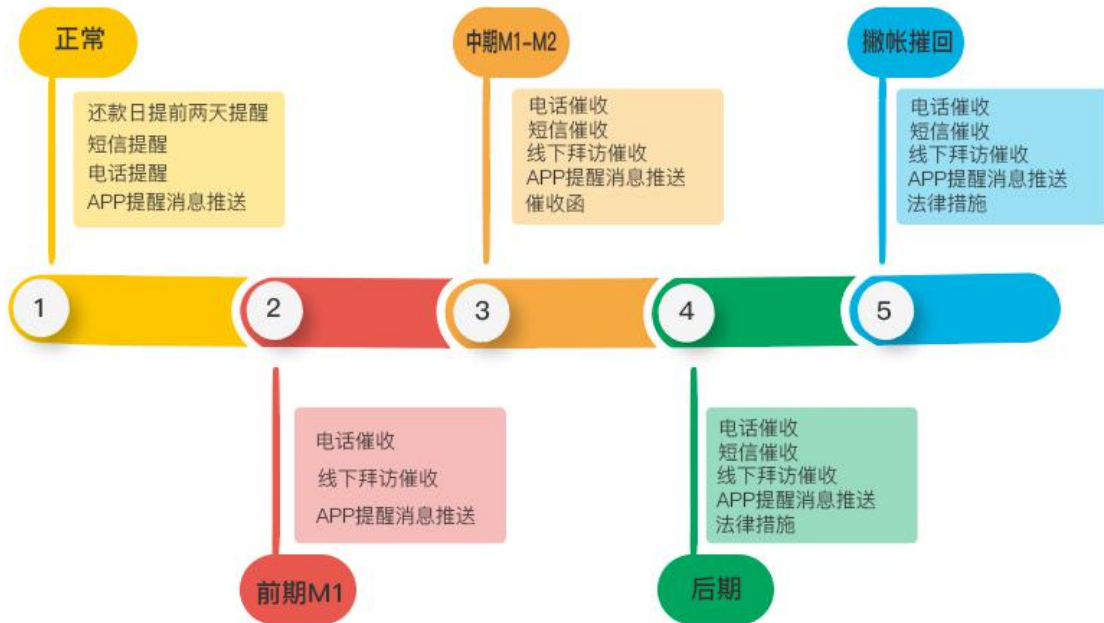 正常
还款日提前两天提醒
短信提醒
电话提醒
APP提醒消息推送
中期M1-M2
电话催收
短信催收
线下拜访催收
APP提醒消息推送
催收函
撇帐摧回
电话催收
短信催收
线下拜访催收
APP提醒消息推送
法律措施
1
2
3
4
5
电话催收
线下拜访催收
APP提醒消息推送
前期M1
电话催收
短信催收
线下拜访催收
APP提醒消息推送
法律措施
后期